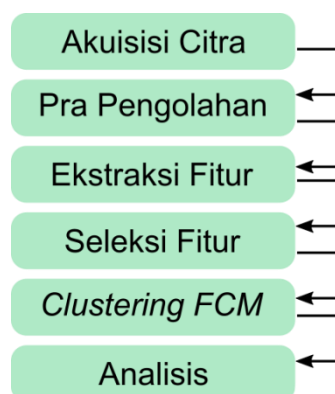 Akuisisi Citra
Pra Pengolahan
Ekstraksi Fitur
Seleksi Fitur
Clustering FCM
Analisis